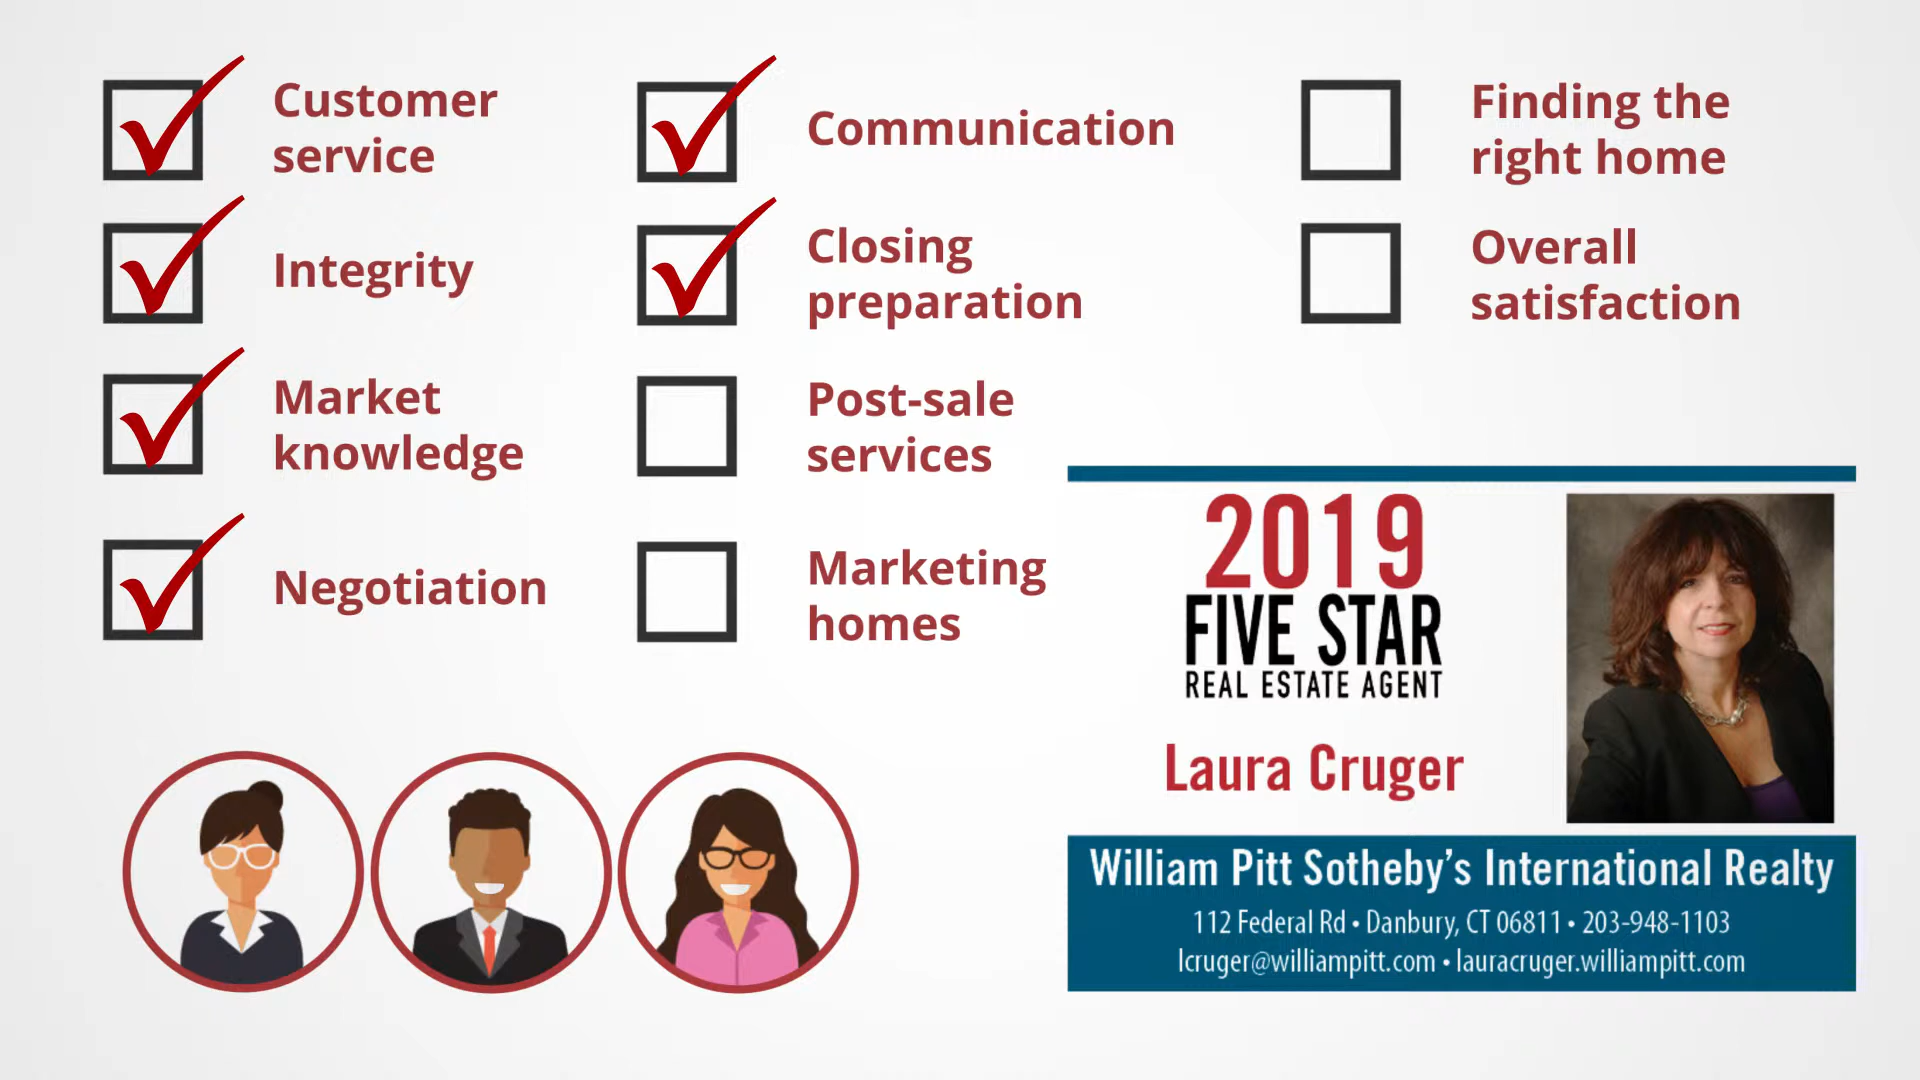 Customer
service
Integrity
Market
knowledge
Negotiation
Communication
Closing
preparation
Post-sale
services
Marketing
homes
Finding the
right home
Overall
satisfaction
2019
FIVE STAR
REAL ESTATE AGENT
Laura Cruger
William Pitt Sotheby's International Realty
112 Federal Rd • Danbury, CT 06811 • 203-948-1103
lcruger@williampitt.com • lauracruger.williampitt.com